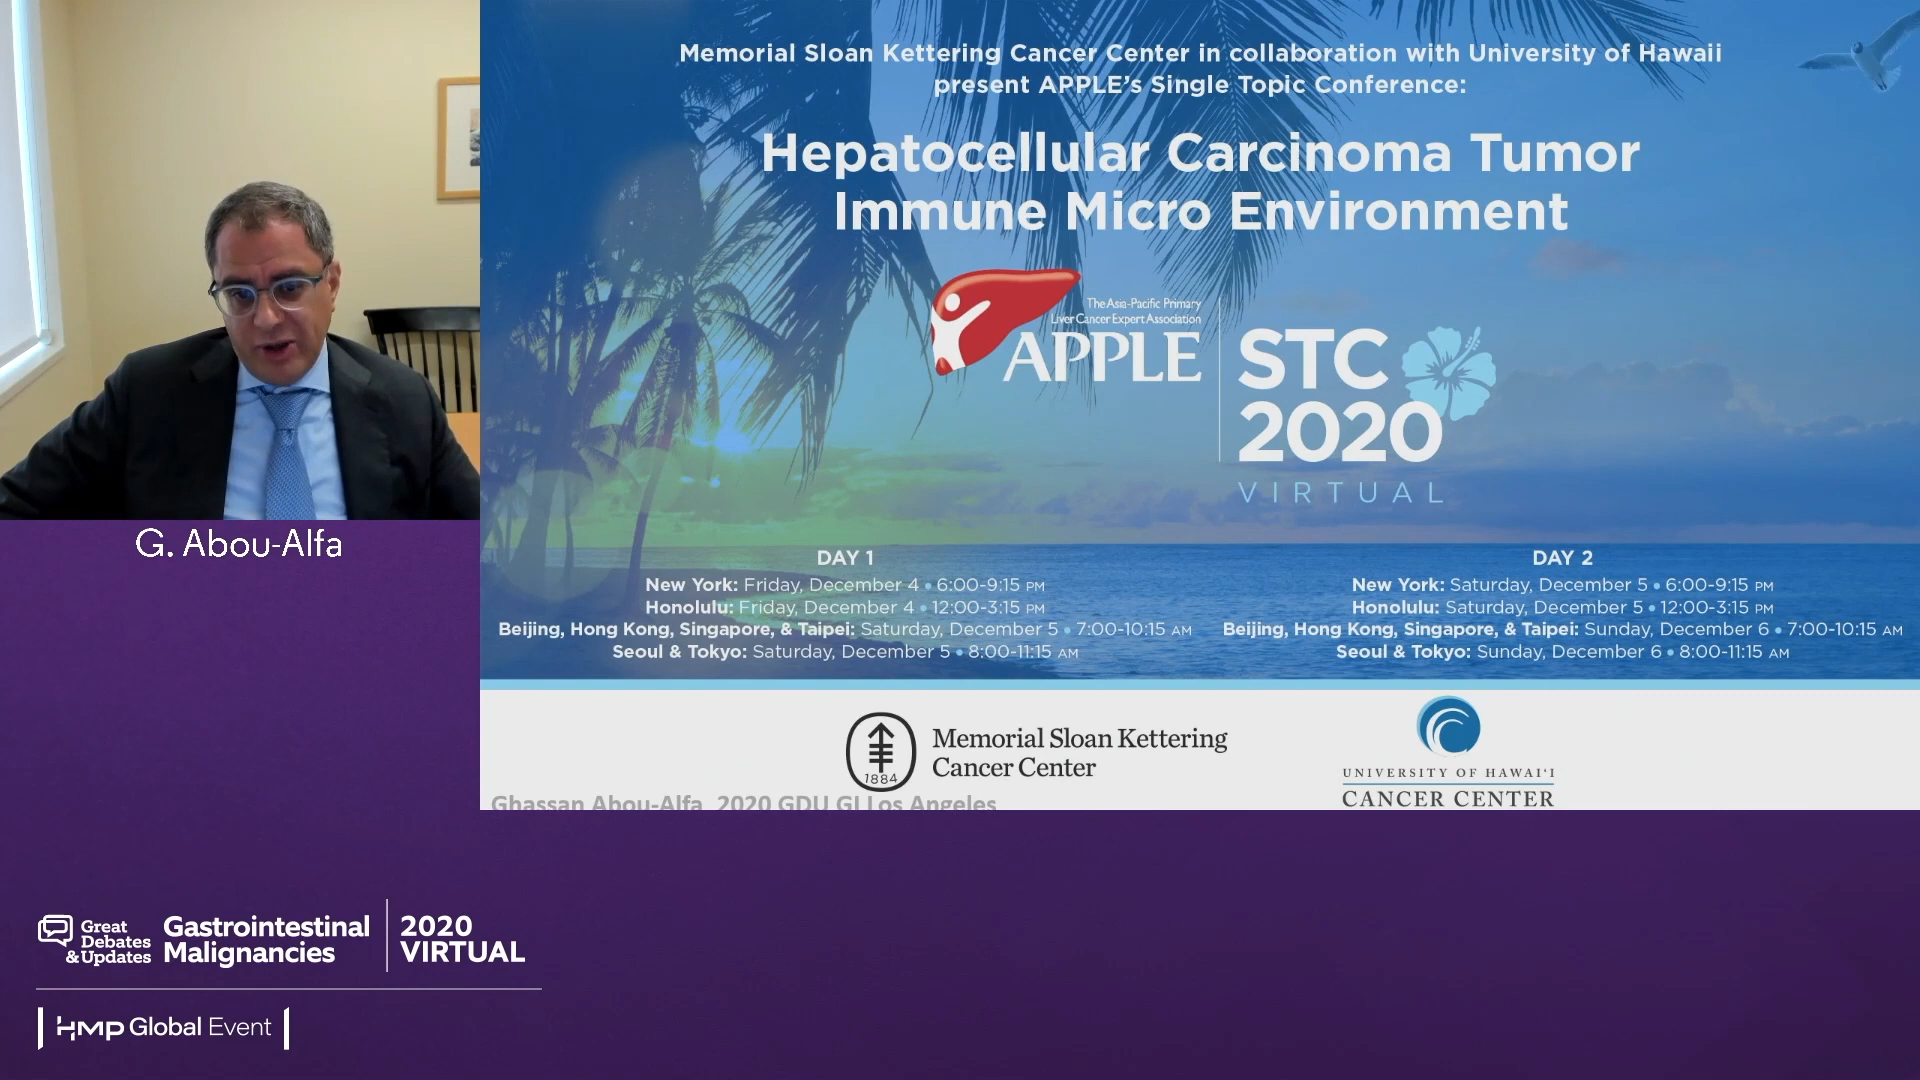 Memorial Sloan Kettering Cancer Center in collaboration with University of Hawaii
present APPLE's Single Topic Conference:
Hepatocellular Carcinoma Tumor
Immune Micro Environment
The Asia-Pacific Primary
Liver Cancer Expert Association
APPLE
STC
2020
VIRTUAL
G. Abou-Alfa
DAY 1
New York: Friday, December 4 • 6:00-9:15 PM
Honolulu: Friday, December 4 • 12:00-3:15 PM
Beijing, Hong Kong, Singapore, & Taipei: Saturday, December 5 • 7:00-10:15 AM
Seoul & Tokyo: Saturday, December 5 • 8:00-11:15 AM
DAY 2
New York: Saturday, December 5 • 6:00-9:15 PM
Honolulu: Saturday, December 5 • 12:00-3:15 PM
Beijing, Hong Kong, Singapore, & Taipei: Sunday, December 6 • 7:00-10:15 AM
Seoul & Tokyo: Sunday, December 6 • 8:00-11:15 AM
1884
Memorial Sloan Kettering
Cancer Center
UNIVERSITY OF HAWAI'I
CANCER CENTER
Ghassan Abou-Alfa, 2020 GDU GI Los Angeles
Great
Debates
& Updates
Gastrointestinal
Malignancies
2020
VIRTUAL
HMP Global Event